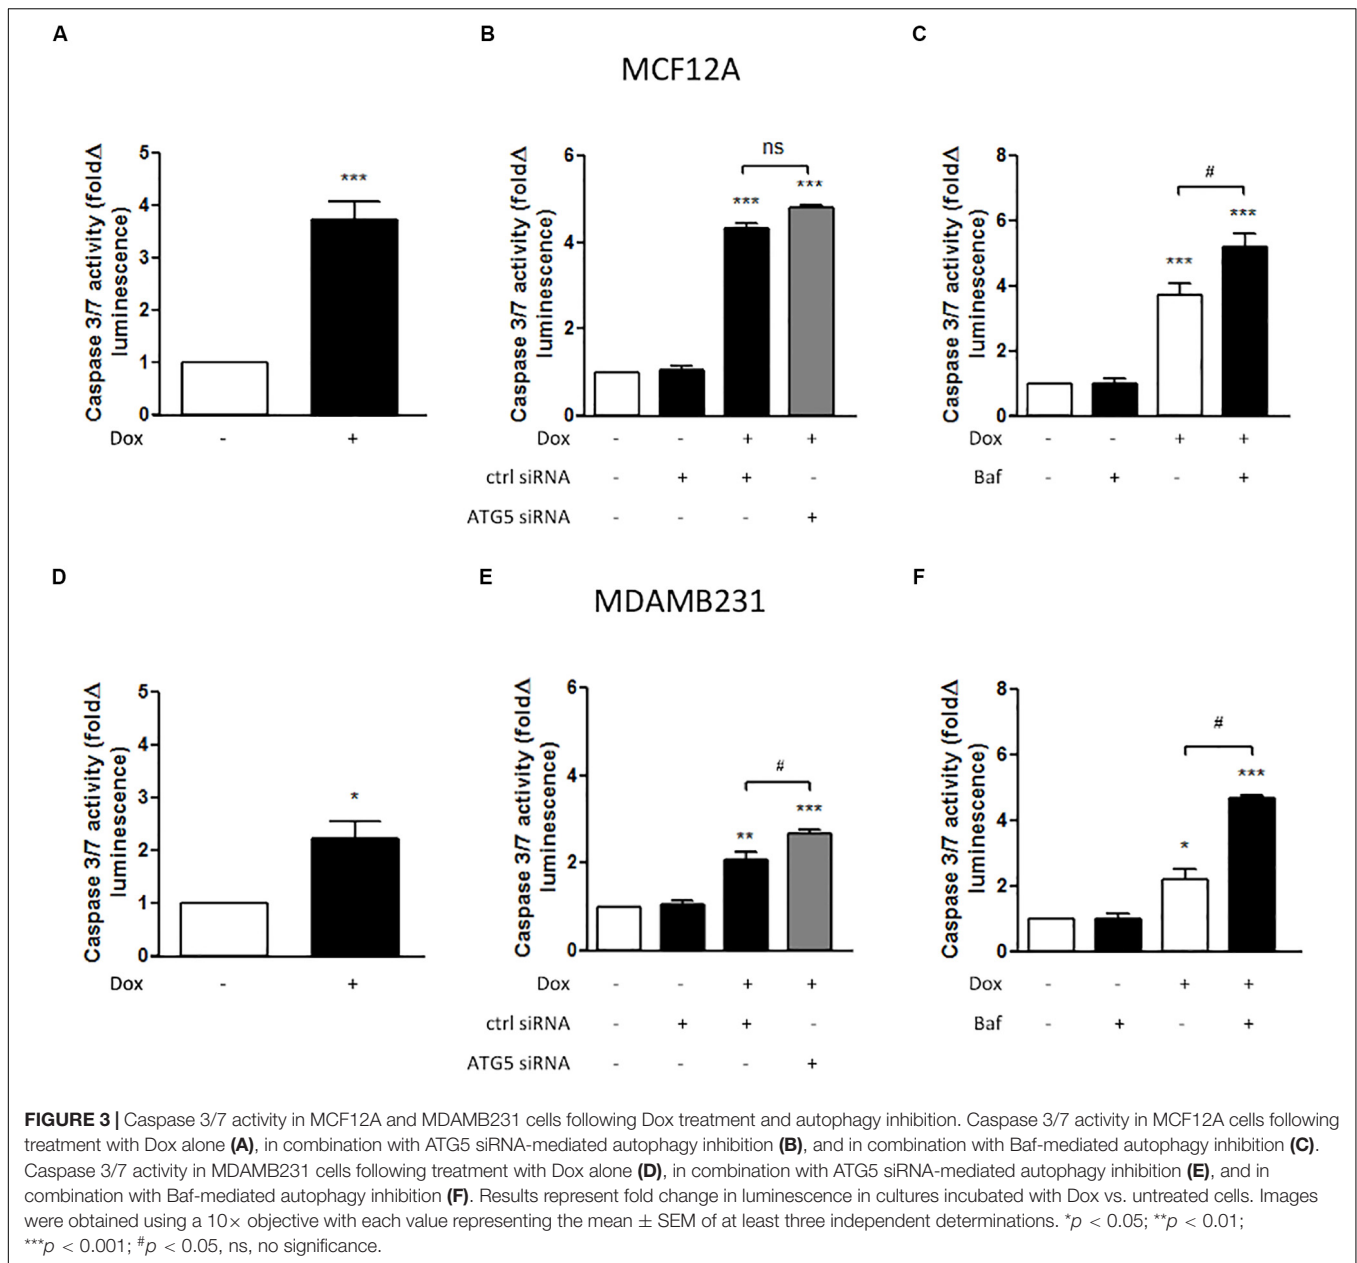 A
B
C
MCF12A
Caspase 3/7 activity (foldΔ
luminescence)
5
4
3
2
1
0
***
Dox - +
Caspase 3/7 activity (foldΔ
luminescence)
6
4
2
0
ns
*** ***
Dox - - + +
ctrl siRNA - + + -
ATG5 siRNA - - - +
Caspase 3/7 activity (foldΔ
luminescence)
8
6
4
2
0
#
*** ***
Dox - - + +
Baf - + - +
D
E
F
MDAMB231
Caspase 3/7 activity (foldΔ
luminescence)
5
4
3
2
1
0
*
Dox - +
Caspase 3/7 activity (foldΔ
luminescence)
6
4
2
0
#
** ***
Dox - - + +
ctrl siRNA - + + -
ATG5 siRNA - - - +
Caspase 3/7 activity (foldΔ
luminescence)
8
6
4
2
0
#
* ***
Dox - - + +
Baf - + - +
FIGURE 3 | Caspase 3/7 activity in MCF12A and MDAMB231 cells following Dox treatment and autophagy inhibition. Caspase 3/7 activity in MCF12A cells following
treatment with Dox alone (A), in combination with ATG5 siRNA-mediated autophagy inhibition (B), and in combination with Baf-mediated autophagy inhibition (C).
Caspase 3/7 activity in MDAMB231 cells following treatment with Dox alone (D), in combination with ATG5 siRNA-mediated autophagy inhibition (E), and in
combination with Baf-mediated autophagy inhibition (F). Results represent fold change in luminescence in cultures incubated with Dox vs. untreated cells. Images
were obtained using a 10× objective with each value representing the mean ± SEM of at least three independent determinations. *p < 0.05; **p < 0.01;
***p < 0.001; #p < 0.05, ns, no significance.